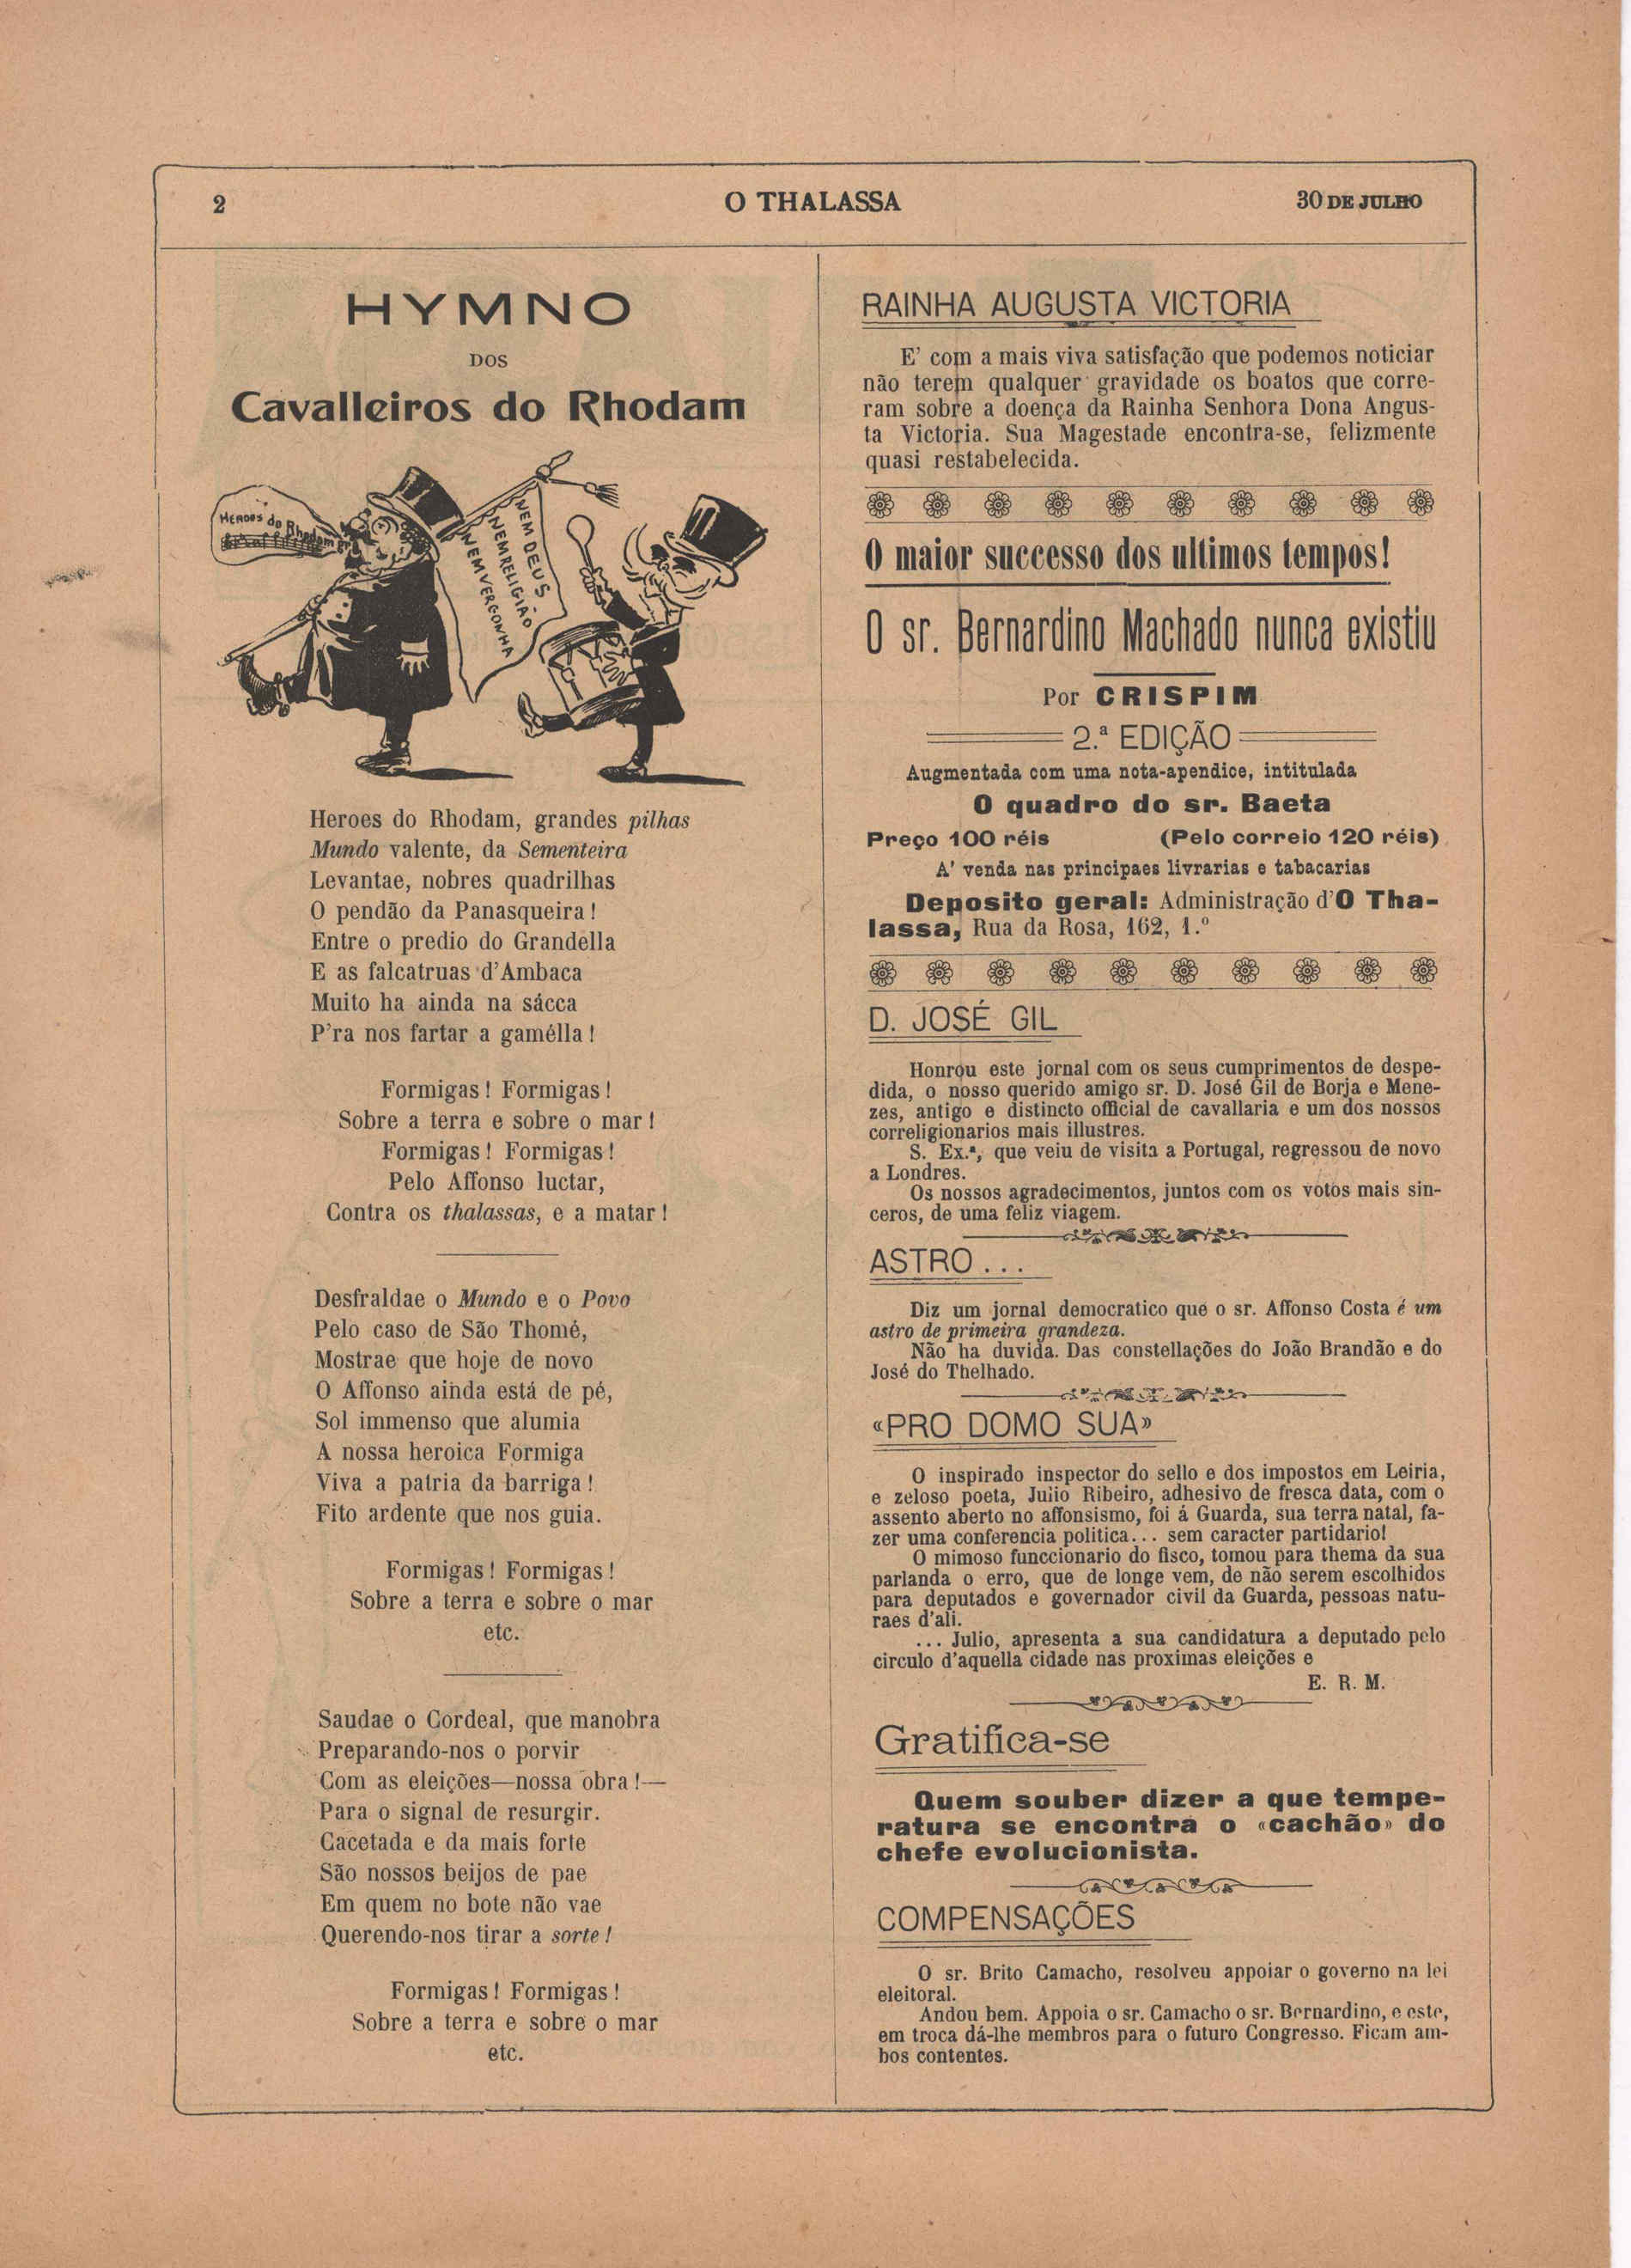 2
O THALASSA
30 DE JULHO
HYMNO
DOS
Cavalleiros do Rhodam
HEROES do Rhodam
NEM DEUS
NEM RELIGIÃO
NEM VERGONHA
Heroes do Rhodam, grandes pilhas
Mundo valente, da Sementeira
Levantae, nobres quadrilhas
O pendão da Panasqueira!
Entre o predio do Grandella
E as falcatruas d'Ambaca
Muito ha ainda na sácca
P'ra nos fartar a gamélla!
Formigas! Formigas!
Sobre a terra e sobre o mar!
Formigas! Formigas!
Pelo Affonso luctar,
Contra os thalassas, e a matar!
Desfraldae o Mundo e o Povo
Pelo caso de São Thomé,
Mostrae que hoje de novo
O Affonso ainda está de pé,
Sol immenso que alumia
A nossa heroica Formiga
Viva a patria da barriga!
Fito ardente que nos guia.
Formigas! Formigas!
Sobre a terra e sobre o mar
etc.
Saudae o Cordeal, que manobra
Preparando-nos o porvir
Com as eleições—nossa obra!—
Para o signal de resurgir.
Cacetada e da mais forte
São nossos beijos de pae
Em quem no bote não vae
Querendo-nos tirar a sorte!
Formigas! Formigas!
Sobre a terra e sobre o mar
etc.
RAINHA AUGUSTA VICTORIA
E' com a mais viva satisfação que podemos noticiar
não terem qualquer gravidade os boatos que corre-
ram sobre a doença da Rainha Senhora Dona Angus-
ta Victoria. Sua Magestade encontra-se, felizmente
quasi restabelecida.
O maior successo dos ultimos tempos!
O sr. Bernardino Machado nunca existiu
Por CRISPIM
2.ª EDIÇÃO
Augmentada com uma nota-apendice, intitulada
O quadro do sr. Baeta
Preço 100 réis (Pelo correio 120 réis)
A' venda nas principaes livrarias e tabacarias
Deposito geral: Administração d'O Tha-
lassa, Rua da Rosa, 162, 1.º
D. JOSÉ GIL
Honrou este jornal com os seus cumprimentos de despe-
dida, o nosso querido amigo sr. D. José Gil de Borja e Mene-
zes, antigo e distincto official de cavallaria e um dos nossos
correligionarios mais illustres.
S. Ex.ª, que veiu de visita a Portugal, regressou de novo
a Londres.
Os nossos agradecimentos, juntos com os votos mais sin-
ceros, de uma feliz viagem.
ASTRO...
Diz um jornal democratico que o sr. Affonso Costa é um
astro de primeira grandeza.
Não ha duvida. Das constellações do João Brandão e do
José do Thelhado.
«PRO DOMO SUA»
O inspirado inspector do sello e dos impostos em Leiria,
e zeloso poeta, Julio Ribeiro, adhesivo de fresca data, com o
assento aberto no affonsismo, foi á Guarda, sua terra natal, fa-
zer uma conferencia politica... sem caracter partidario!
O mimoso funccionario do fisco, tomou para thema da sua
parlanda o erro, que de longe vem, de não serem escolhidos
para deputados e governador civil da Guarda, pessoas natu-
raes d'ali.
... Julio, apresenta a sua candidatura a deputado pelo
circulo d'aquella cidade nas proximas eleições e
E. R. M.
Gratifica-se
Quem souber dizer a que tempe-
ratura se encontra o «cachão» do
chefe evolucionista.
COMPENSAÇÕES
O sr. Brito Camacho, resolveu appoiar o governo na lei
eleitoral.
Andou bem. Appoia o sr. Camacho o sr. Bernardino, e este,
em troca dá-lhe membros para o futuro Congresso. Ficam am-
bos contentes.